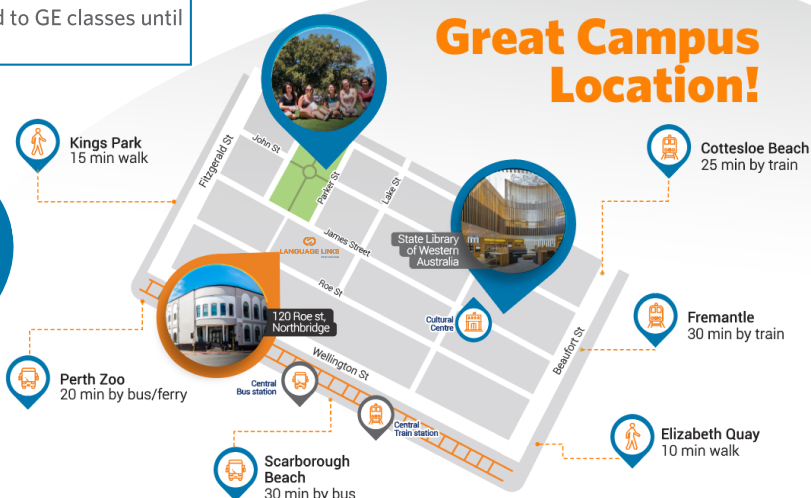 d to GE classes until
Great Campus
Location!
Kings Park
15 min walk
Cottesloe Beach
25 min by train
Fitzgerald St
John St
Parker St
Lake St
James Street
LANGUAGE LINKS
State Library
of Western
Australia
Roe St
120 Roe st,
Northbridge
Cultural
Centre
Beaufort St
Fremantle
30 min by train
Wellington St
Perth Zoo
20 min by bus/ferry
Central
Bus station
Central
Train station
Elizabeth Quay
10 min walk
Scarborough
Beach
30 min by bus